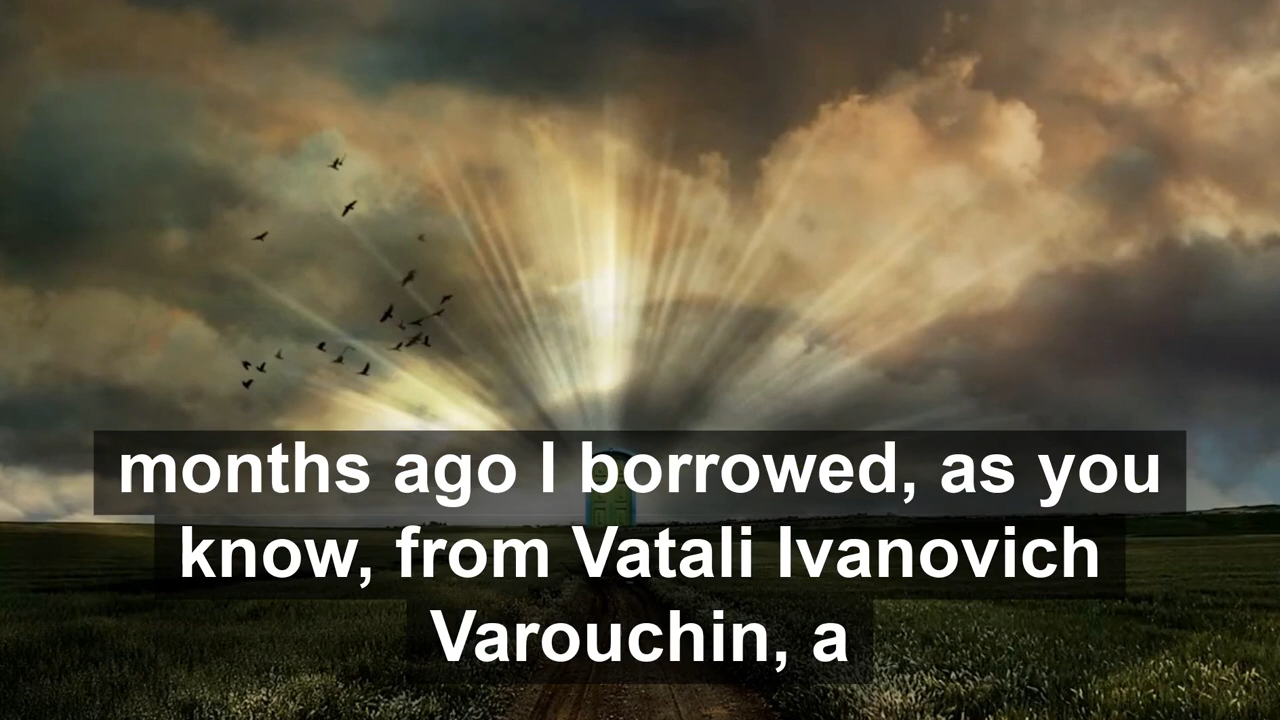 months ago I borrowed, as you
know, from Vatali Ivanovich
Varouchin, a